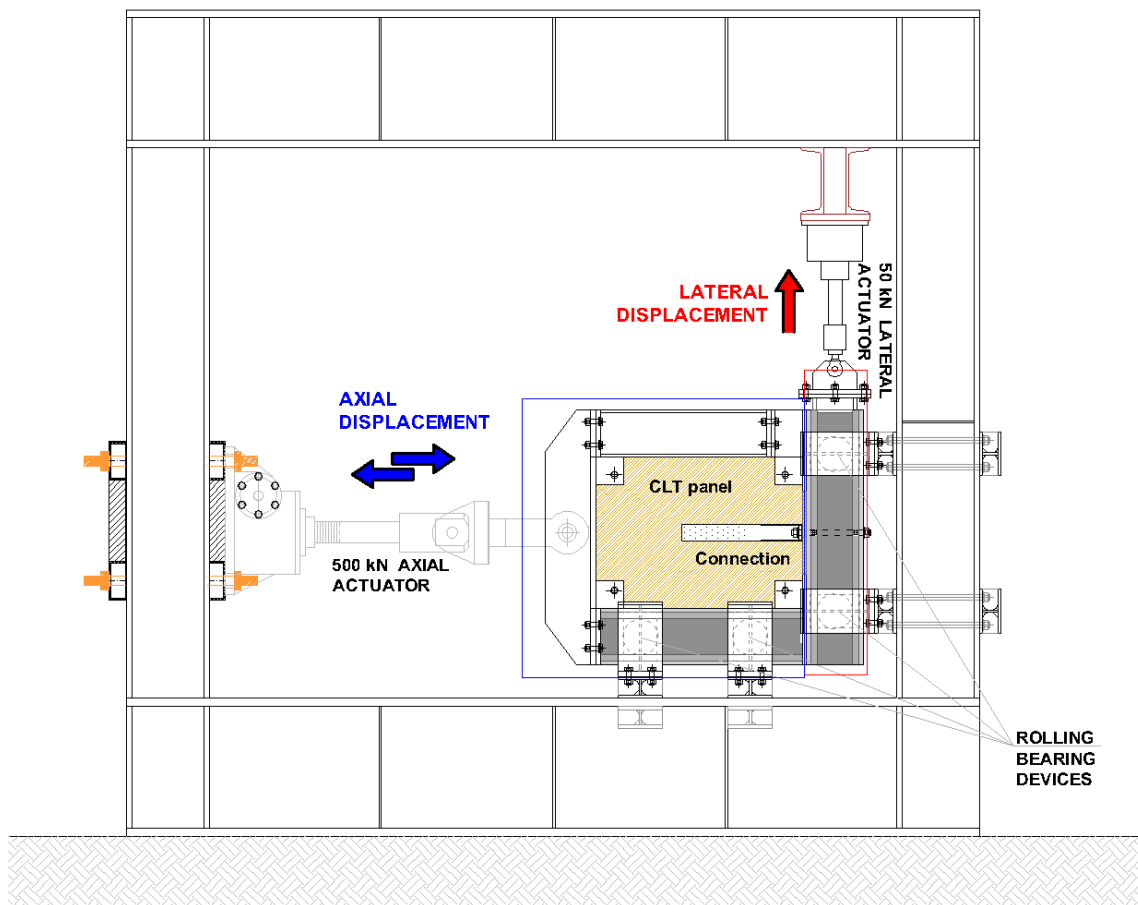 50 kN LATERAL
ACTUATOR
LATERAL
DISPLACEMENT
AXIAL
DISPLACEMENT
CLT panel
Connection
500 kN AXIAL
ACTUATOR
ROLLING
BEARING
DEVICES